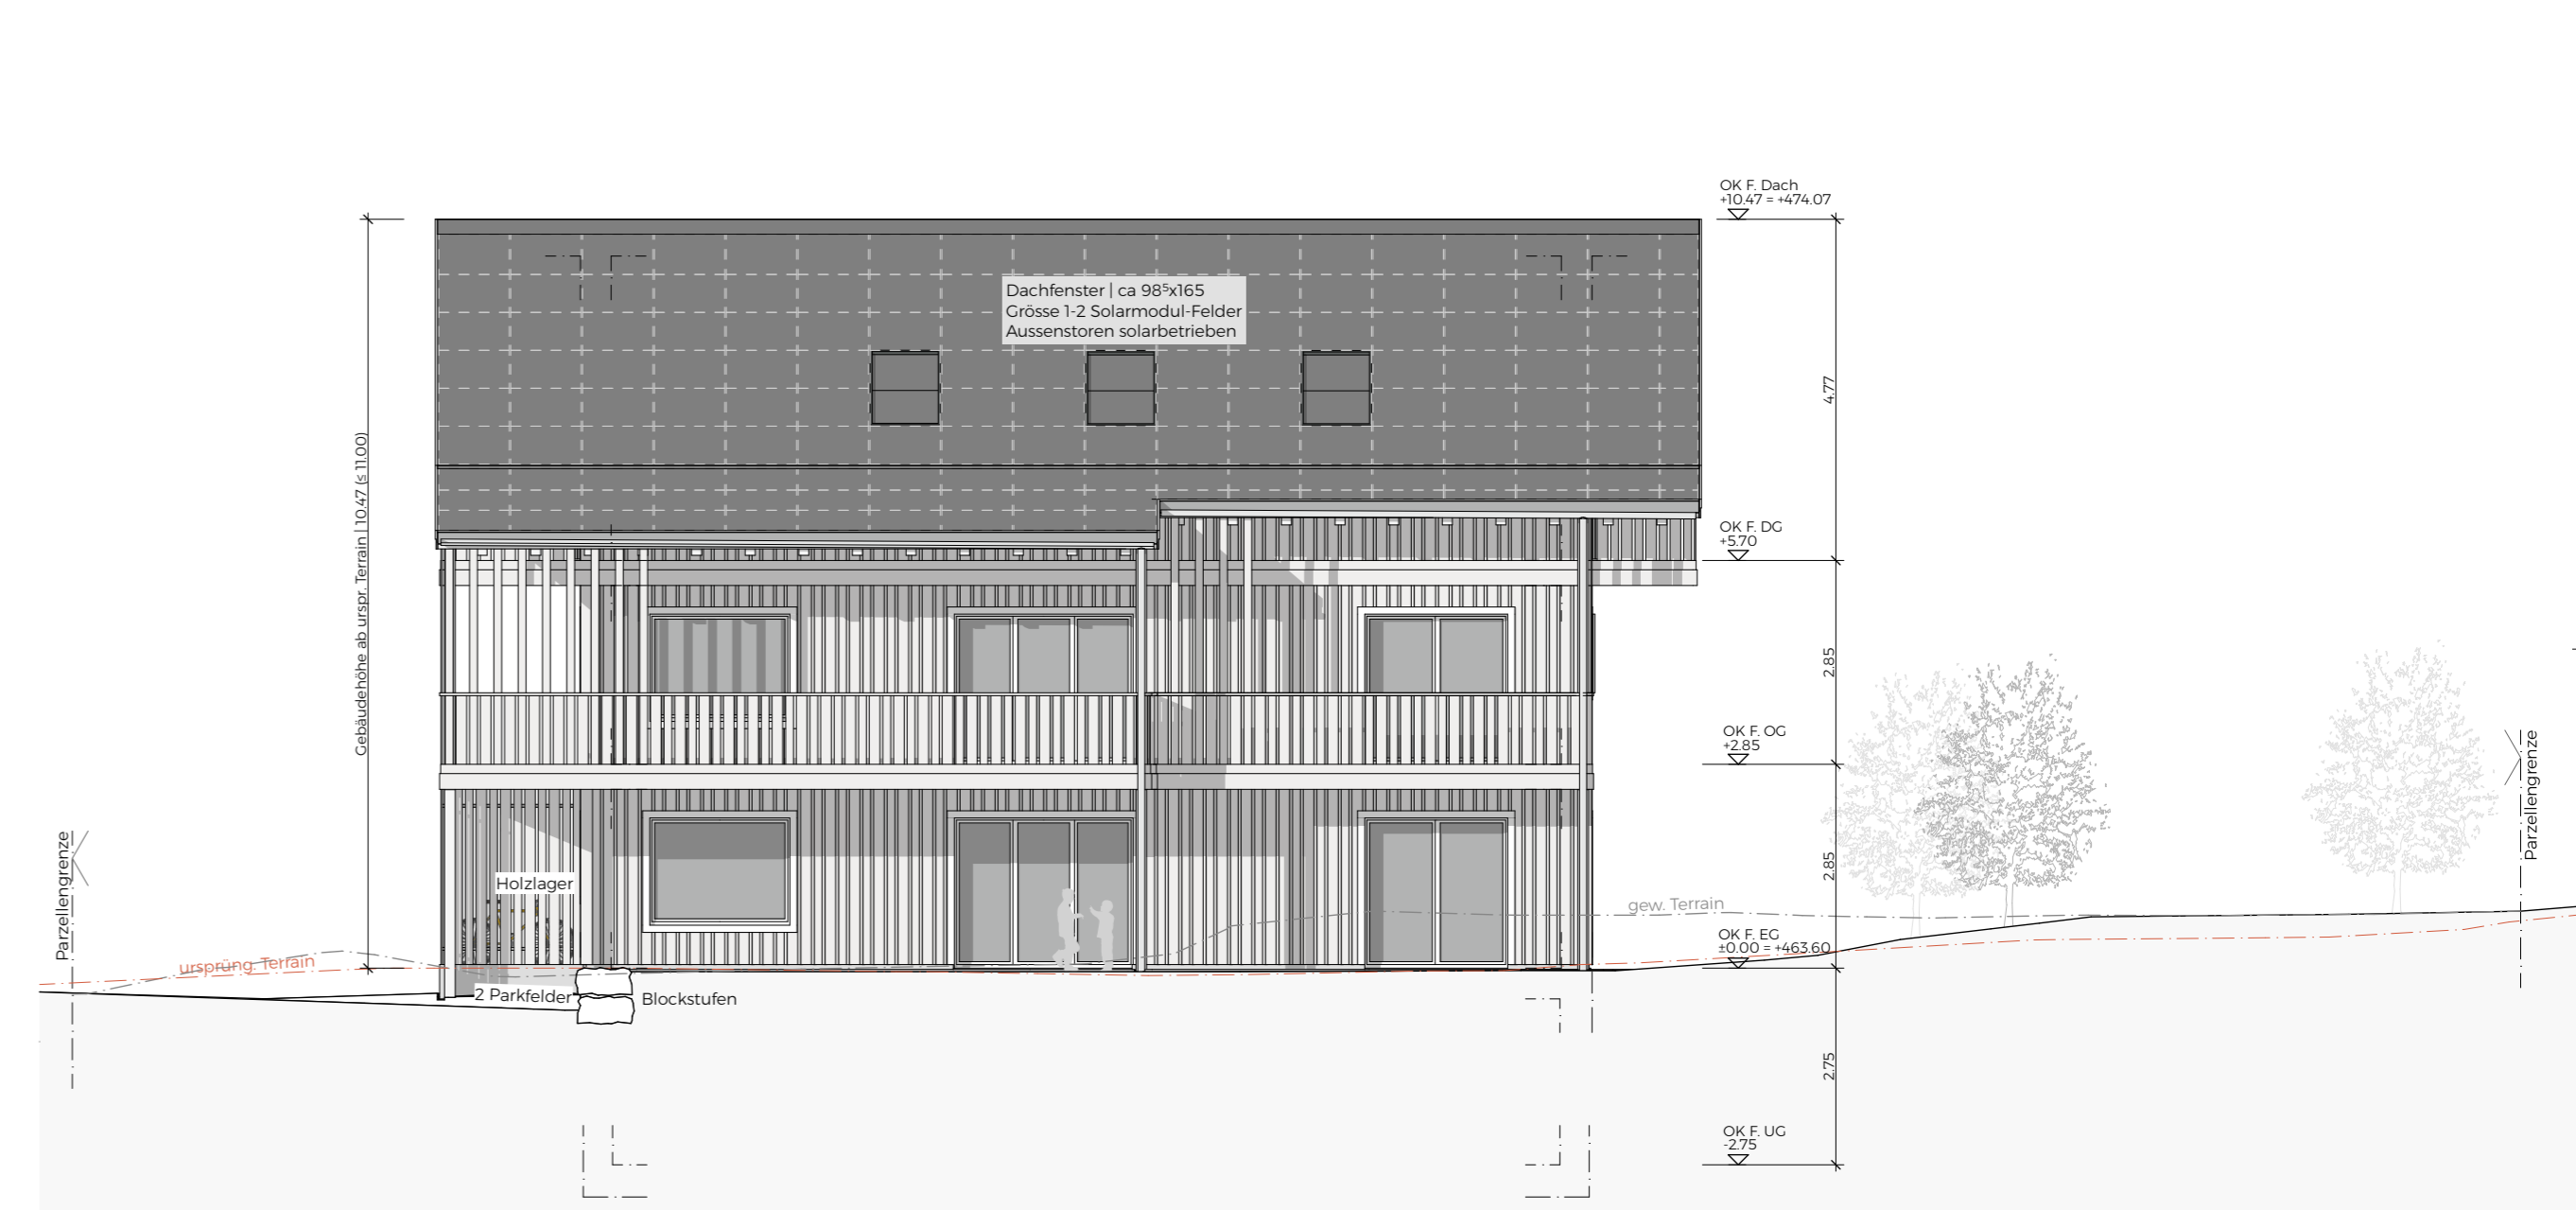 OK F. Dach
+10.47 = +474.07
Dachfenster | ca 98⁵x165
Grösse 1-2 Solarmodul-Felder
Aussenstoren solarbetrieben
4.77
Gebäudehöhe ab urspr. Terrain | 10.47 (≤ 11.00)
OK F. DG
+5.70
2.85
OK F. OG
+2.85
Parzellengrenze
Parzellengrenze
2.85
Holzlager
gew. Terrain
OK F. EG
±0.00 = +463.60
ursprüng. Terrain
2 Parkfelder
Blockstufen
2.75
OK F. UG
-2.75